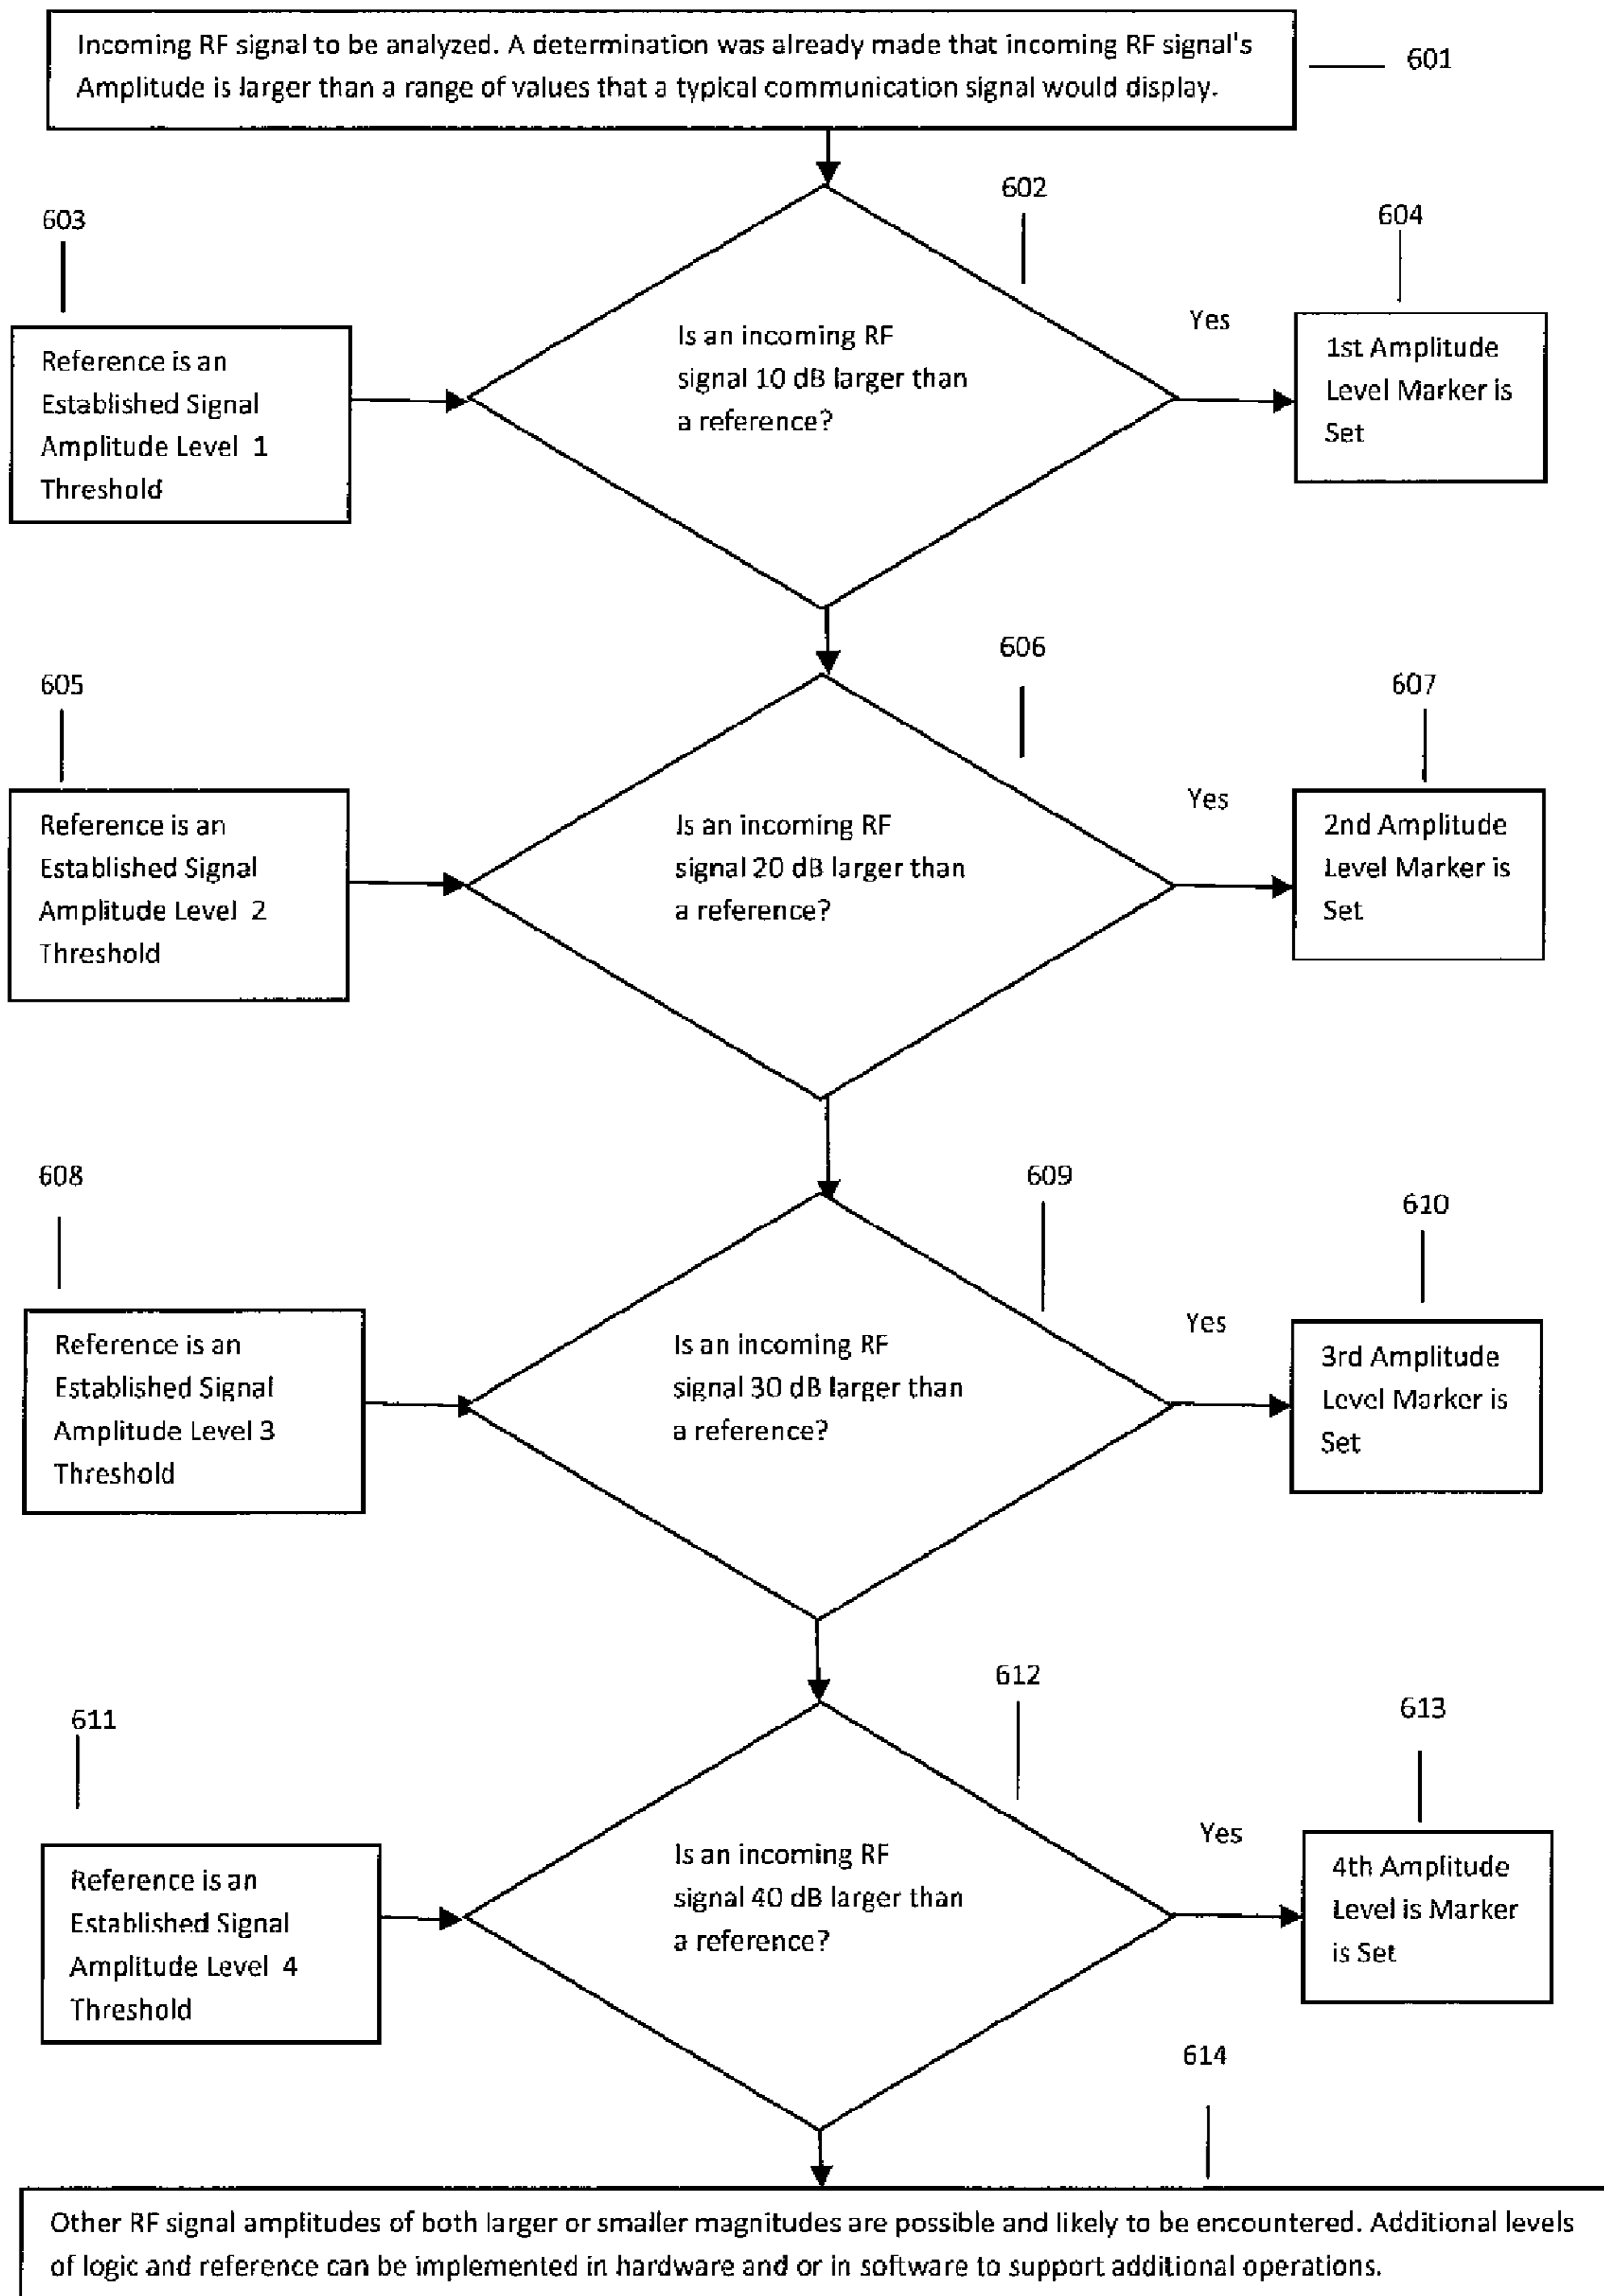 Incoming RF signal to be analyzed. A determination was already made that incoming RF signal's
Amplitude is larger than a range of values that a typical communication signal would display.
601
602
603
604
Reference is an
Established Signal
Amplitude Level 1
Threshold
Is an incoming RF
signal 10 dB larger than
a reference?
Yes
1st Amplitude
Level Marker is
Set
605
606
607
Reference is an
Established Signal
Amplitude Level 2
Threshold
Is an incoming RF
signal 20 dB larger than
a reference?
Yes
2nd Amplitude
Level Marker is
Set
608
609
610
Reference is an
Established Signal
Amplitude Level 3
Threshold
Is an incoming RF
signal 30 dB larger than
a reference?
Yes
3rd Amplitude
Level Marker is
Set
611
612
613
Reference is an
Established Signal
Amplitude Level 4
Threshold
Is an incoming RF
signal 40 dB larger than
a reference?
Yes
4th Amplitude
Level is Marker
is Set
614
Other RF signal amplitudes of both larger or smaller magnitudes are possible and likely to be encountered. Additional levels
of logic and reference can be implemented in hardware and or in software to support additional operations.